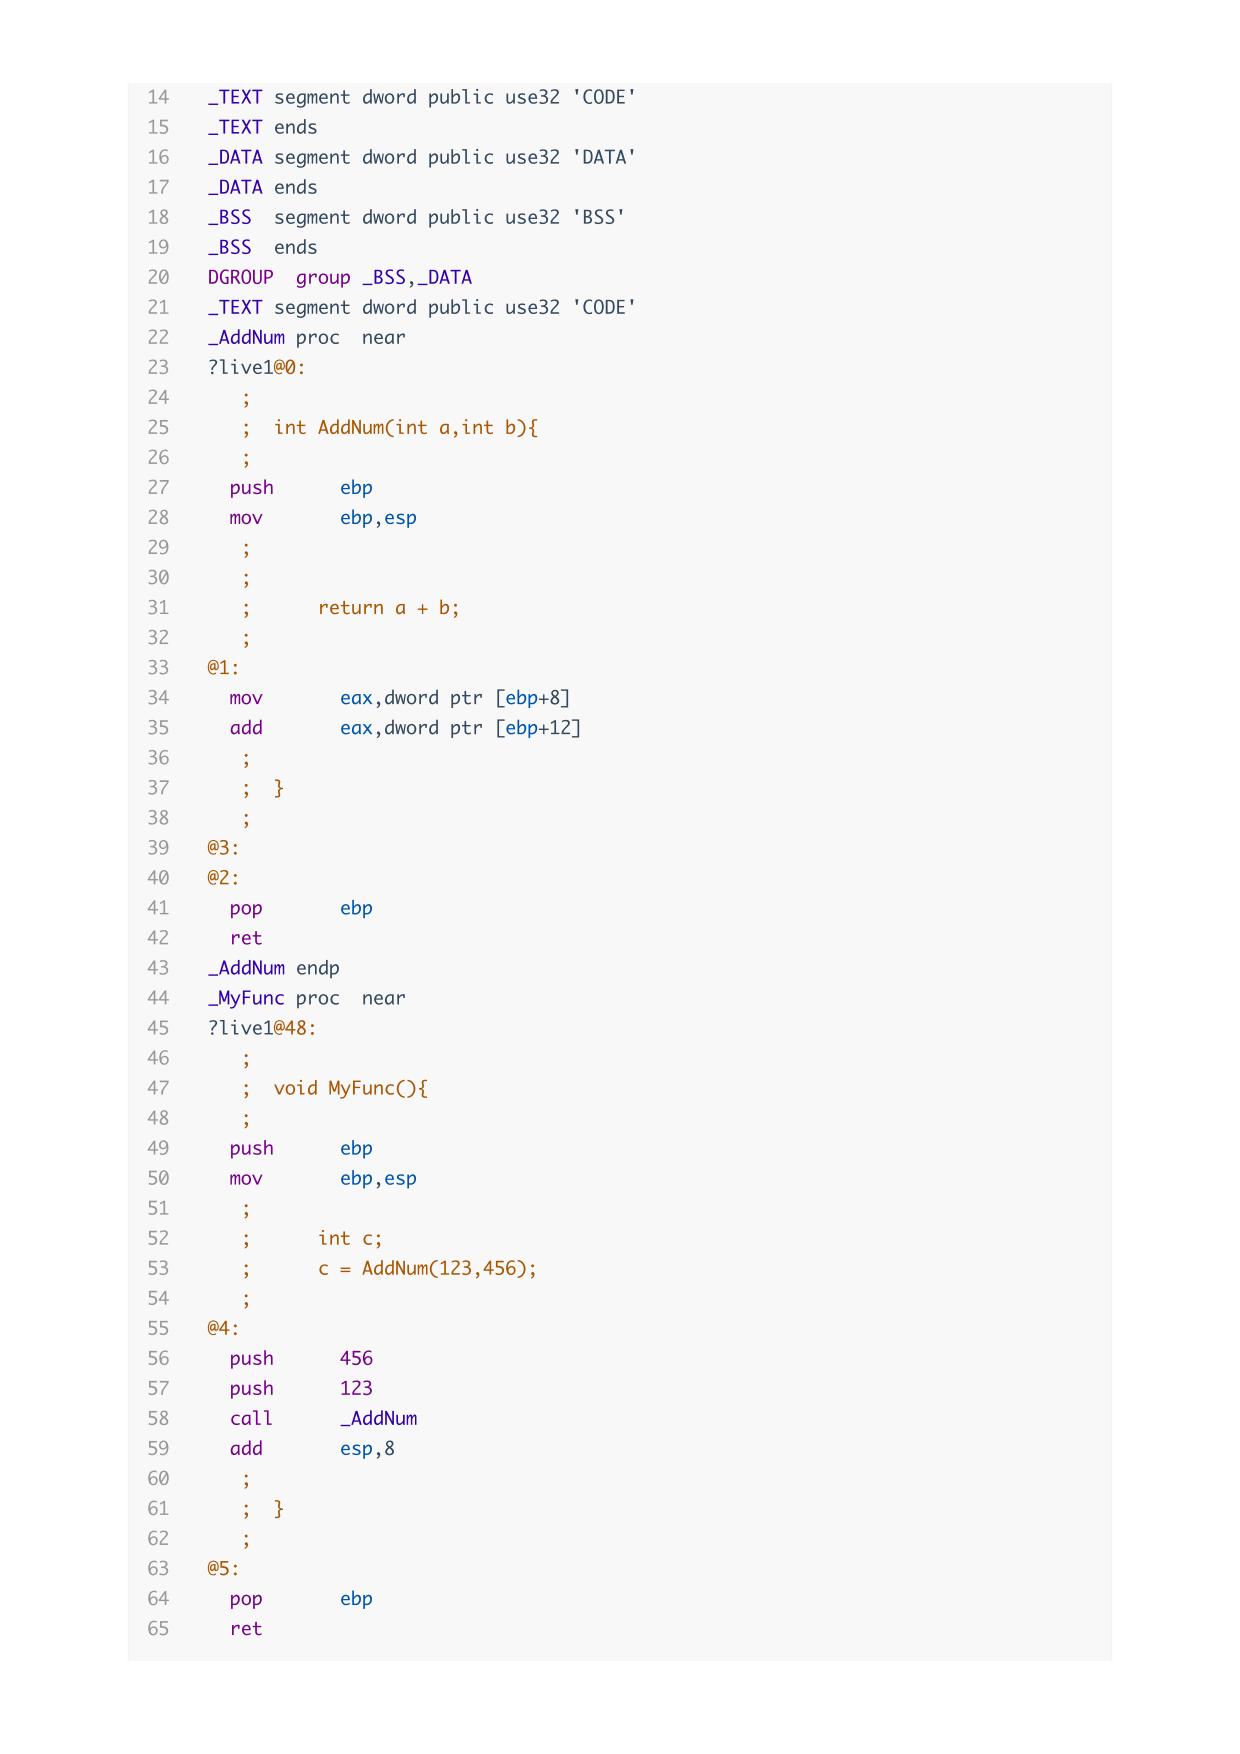 14 _TEXT segment dword public use32 'CODE'
15 _TEXT ends
16 _DATA segment dword public use32 'DATA'
17 _DATA ends
18 _BSS  segment dword public use32 'BSS'
19 _BSS  ends
20 DGROUP  group _BSS,_DATA
21 _TEXT segment dword public use32 'CODE'
22 _AddNum proc  near
23 ?live1@0:
24    ;
25    ;  int AddNum(int a,int b){
26    ;
27   push      ebp
28   mov       ebp,esp
29    ;
30    ;
31    ;      return a + b;
32    ;
33 @1:
34   mov       eax,dword ptr [ebp+8]
35   add       eax,dword ptr [ebp+12]
36    ;
37    ;  }
38    ;
39 @3:
40 @2:
41   pop       ebp
42   ret
43 _AddNum endp
44 _MyFunc proc  near
45 ?live1@48:
46    ;
47    ;  void MyFunc(){
48    ;
49   push      ebp
50   mov       ebp,esp
51    ;
52    ;      int c;
53    ;      c = AddNum(123,456);
54    ;
55 @4:
56   push      456
57   push      123
58   call      _AddNum
59   add       esp,8
60    ;
61    ;  }
62    ;
63 @5:
64   pop       ebp
65   ret